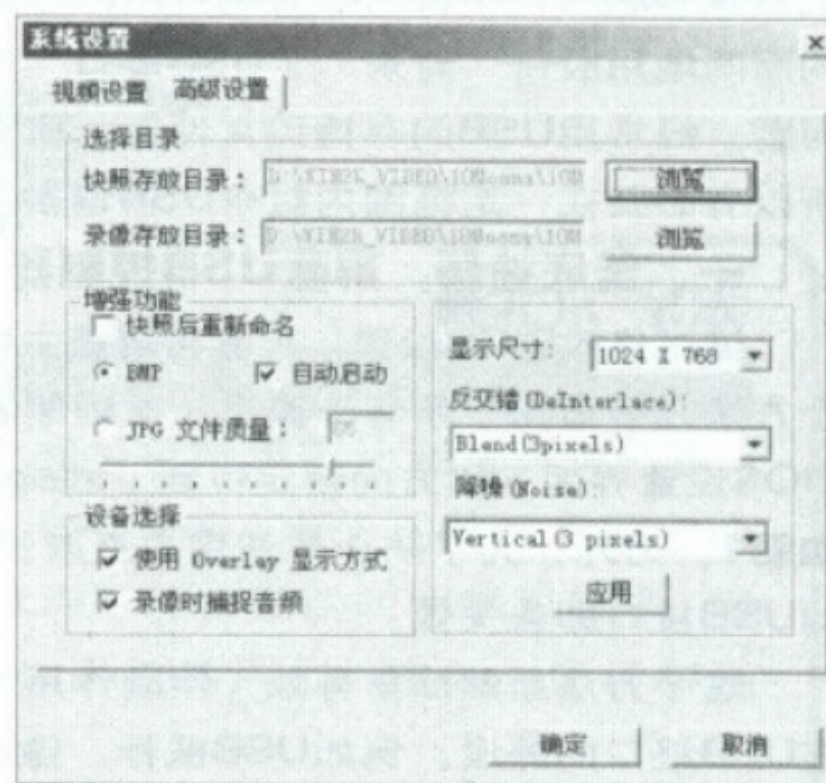 系统设置
视频设置 高级设置
选择目录
快照存放目录： 浏览
录像存放目录： 浏览
增强功能
快照后重新命名
BMP 自动启动
JPG 文件质量：
显示尺寸： 1024 X 768
反交错(DeInterlace):
Blend(3pixels)
降噪(Noise):
Vertical(3 pixels)
应用
设备选择
使用 Overlay 显示方式
录像时捕捉音频
确定 取消